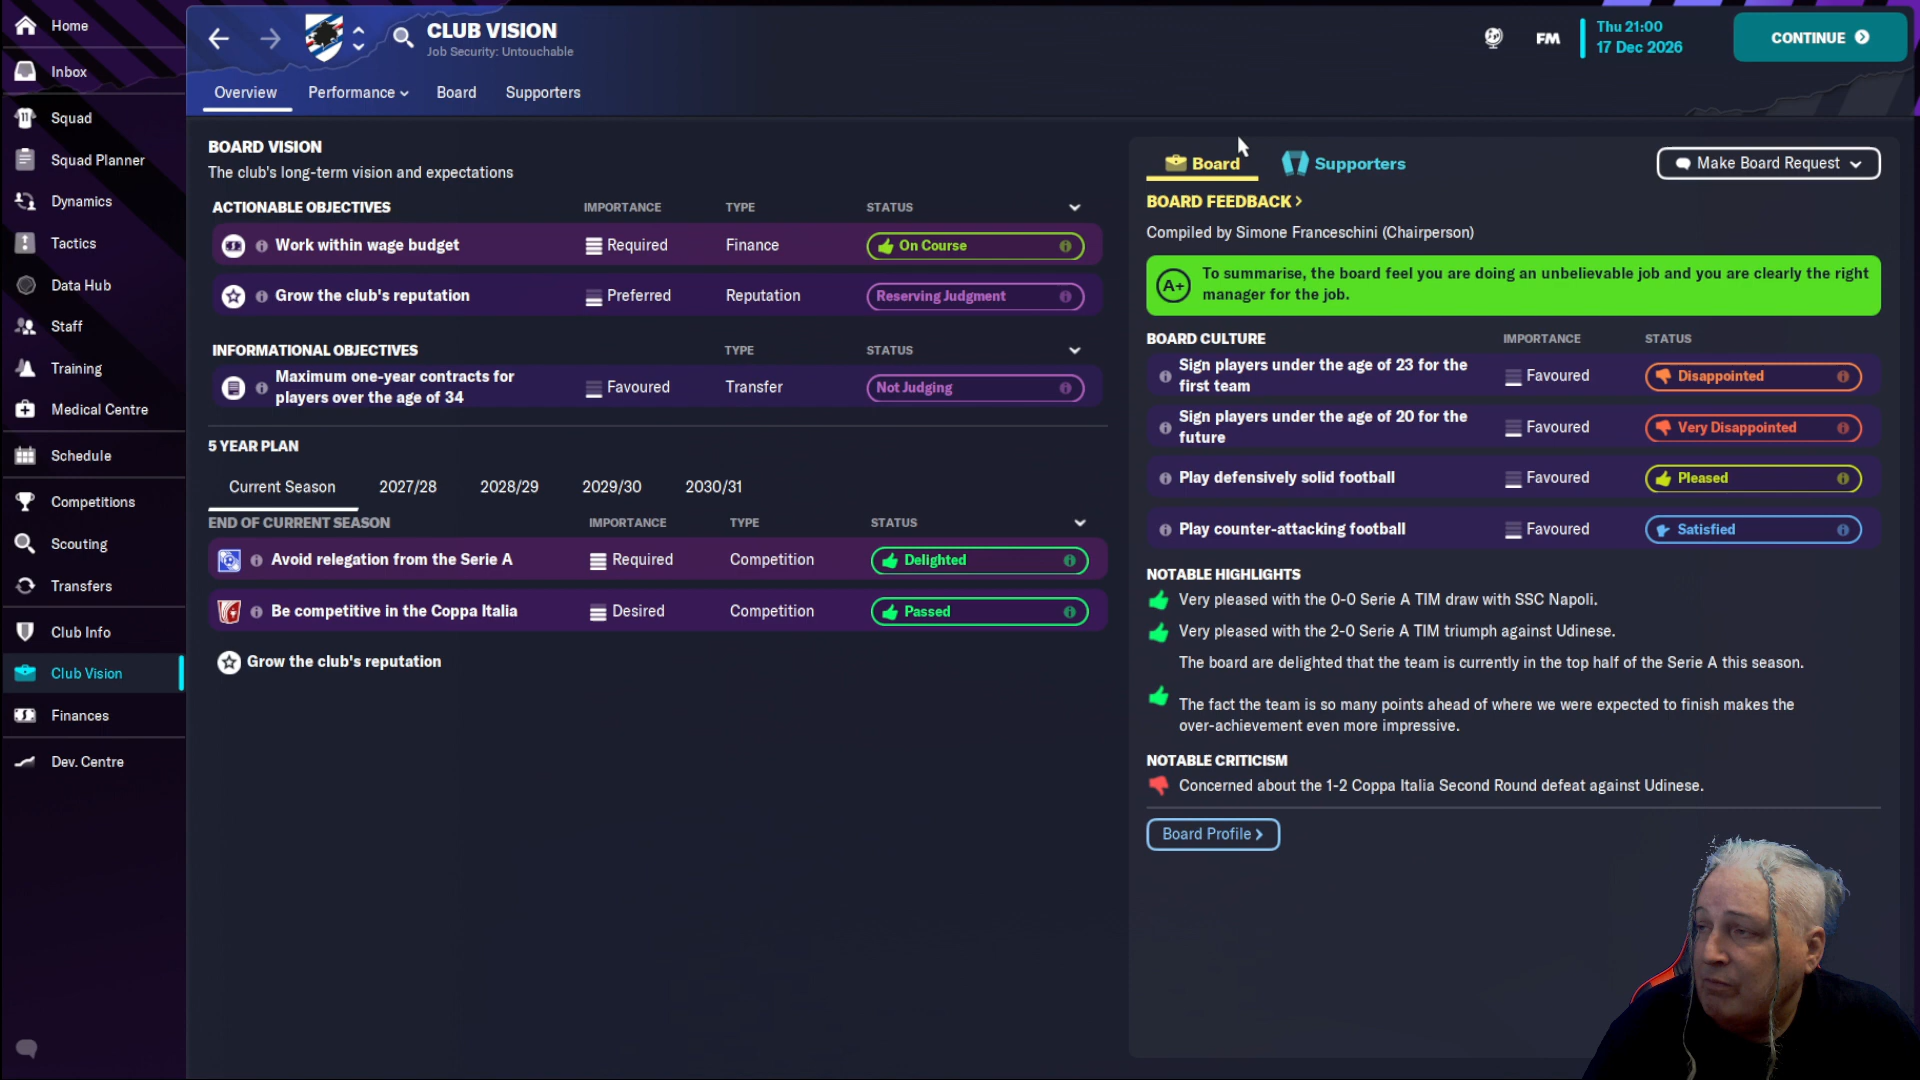 Home
Inbox
Squad
Squad Planner
Dynamics
Tactics
Data Hub
Staff
Training
Medical Centre
Schedule
Competitions
Scouting
Transfers
Club Info
Club Vision
Finances
Dev. Centre
CLUB VISION
Job Security: Untouchable
FM
Thu 21:00
17 Dec 2026
CONTINUE
Overview Performance Board Supporters
BOARD VISION
The club's long-term vision and expectations
ACTIONABLE OBJECTIVES IMPORTANCE TYPE STATUS
Work within wage budget Required Finance On Course
Grow the club's reputation Preferred Reputation Reserving Judgment
INFORMATIONAL OBJECTIVES TYPE STATUS
Maximum one-year contracts for
players over the age of 34 Favoured Transfer Not Judging
5 YEAR PLAN
Current Season 2027/28 2028/29 2029/30 2030/31
END OF CURRENT SEASON IMPORTANCE TYPE STATUS
Avoid relegation from the Serie A Required Competition Delighted
Be competitive in the Coppa Italia Desired Competition Passed
Grow the club's reputation
Board Supporters Make Board Request
BOARD FEEDBACK >
Compiled by Simone Franceschini (Chairperson)
A+ To summarise, the board feel you are doing an unbelievable job and you are clearly the right
manager for the job.
BOARD CULTURE IMPORTANCE STATUS
Sign players under the age of 23 for the
first team Favoured Disappointed
Sign players under the age of 20 for the
future Favoured Very Disappointed
Play defensively solid football Favoured Pleased
Play counter-attacking football Favoured Satisfied
NOTABLE HIGHLIGHTS
Very pleased with the 0-0 Serie A TIM draw with SSC Napoli.
Very pleased with the 2-0 Serie A TIM triumph against Udinese.
The board are delighted that the team is currently in the top half of the Serie A this season.
The fact the team is so many points ahead of where we were expected to finish makes the
over-achievement even more impressive.
NOTABLE CRITICISM
Concerned about the 1-2 Coppa Italia Second Round defeat against Udinese.
Board Profile >